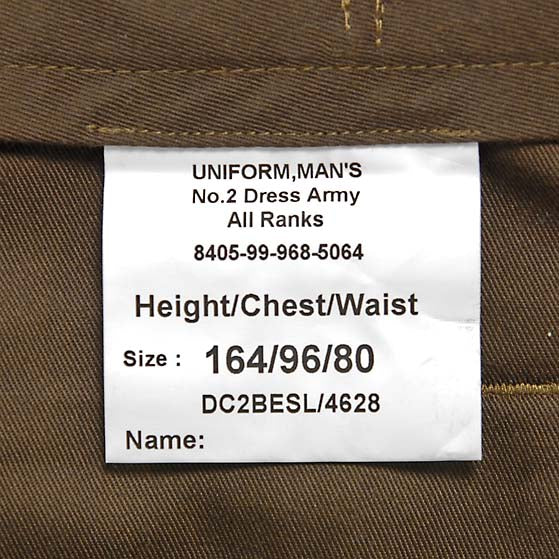 UNIFORM,MAN'S
No.2 Dress Army
All Ranks
8405-99-968-5064
Height/Chest/Waist
Size : 164/96/80
DC2BESL/4628
Name: